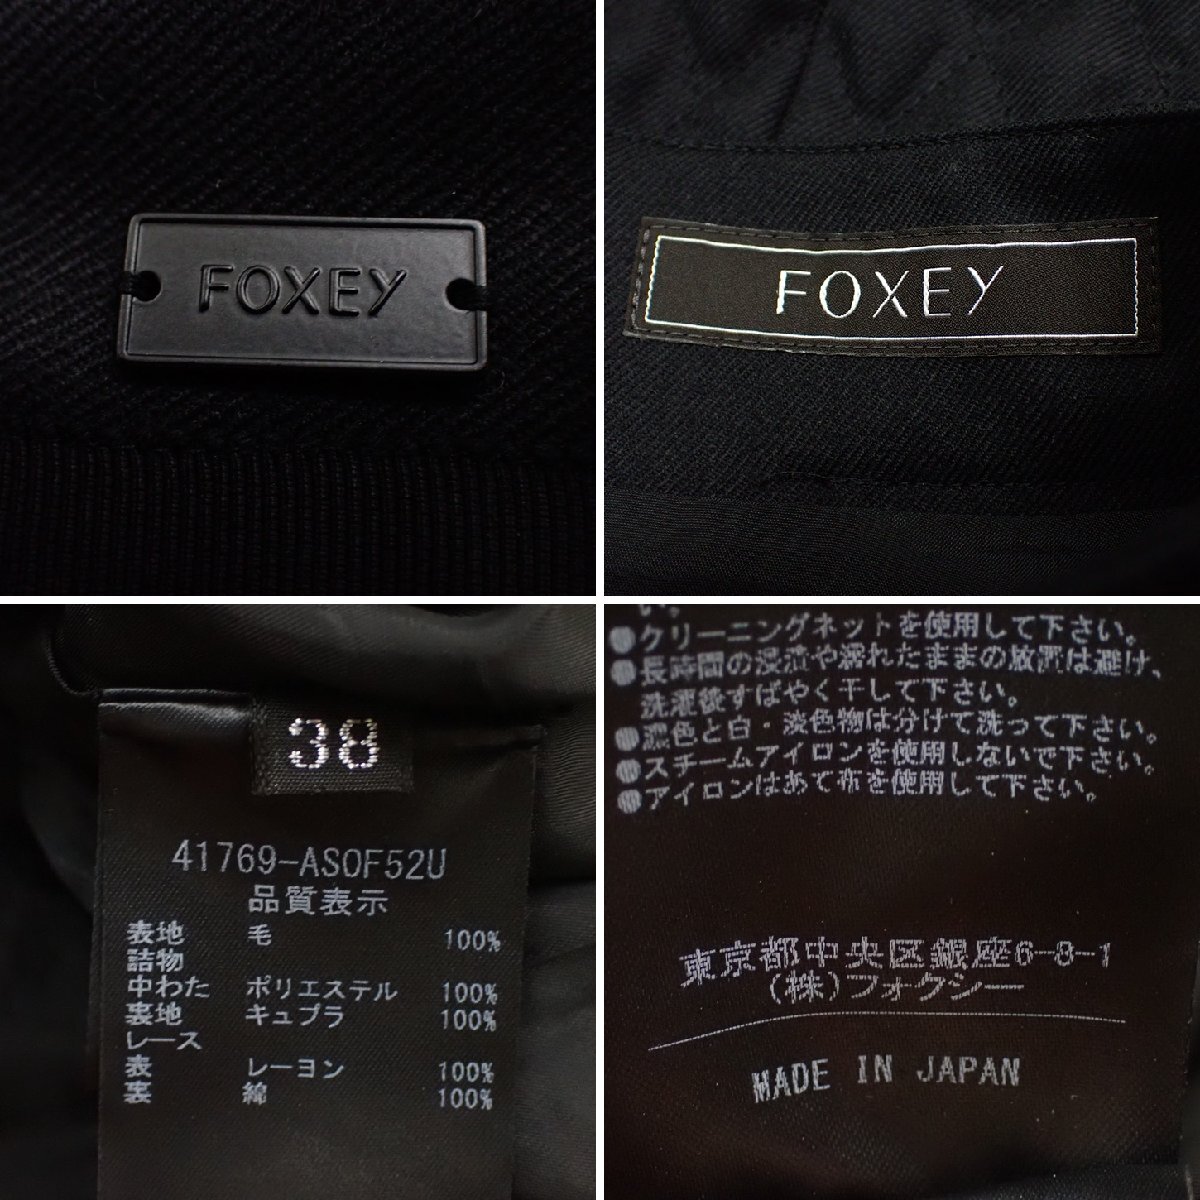 FOXEY
FOXEY
38
41769-ASOF52U
品質表示
表地 毛 100%
詰物
中わた ポリエステル 100%
裏地 キュプラ 100%
レース
表 レーヨン 100%
裏 綿 100%
い。
●クリーニングネットを使用して下さい。
●長時間の浸漬や濡れたままの放置は避け、
洗濯後すばやく干して下さい。
●濃色と白・淡色物は分けて洗って下さい。
●スチームアイロンを使用しないで下さい。
●アイロンはあて布を使用して下さい。
東京都中央区銀座6-8-1
(株)フォクシー
MADE IN JAPAN